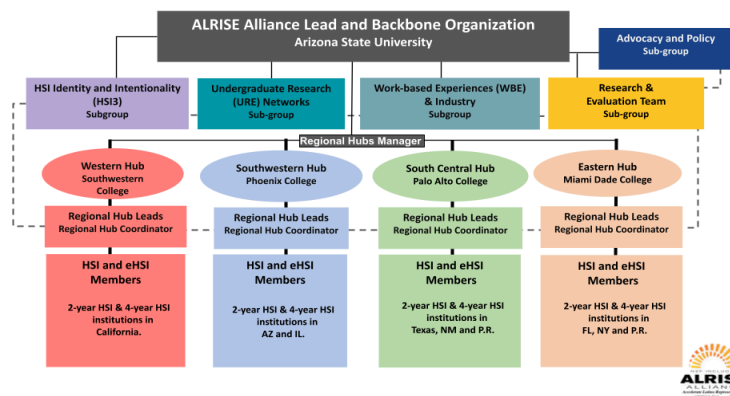 ALRISE Alliance Lead and Backbone Organization
Arizona State University
Advocacy and Policy
Sub-group
HSI Identity and Intentionality
(HSI3)
Subgroup
Undergraduate Research
(URE) Networks
Sub-group
Work-based Experiences (WBE)
& Industry
Subgroup
Research &
Evaluation Team
Sub-group
Regional Hubs Manager
Western Hub
Southwestern
College
Southwestern Hub
Phoenix College
South Central Hub
Palo Alto College
Eastern Hub
Miami Dade College
Regional Hub Leads
Regional Hub Coordinator
Regional Hub Leads
Regional Hub Coordinator
Regional Hub Leads
Regional Hub Coordinator
Regional Hub Leads
Regional Hub Coordinator
HSI and eHSI
Members
2-year HSI & 4-year HSI
institutions in
California.
HSI and eHSI
Members
2-year HSI & 4-year HSI
institutions in
AZ and IL.
HSI and eHSI
Members
2-year HSI & 4-year HSI
institutions in
Texas, NM and P.R.
HSI and eHSI
Members
2-year HSI & 4-year HSI
institutions in
FL, NY and P.R.
ALRISE